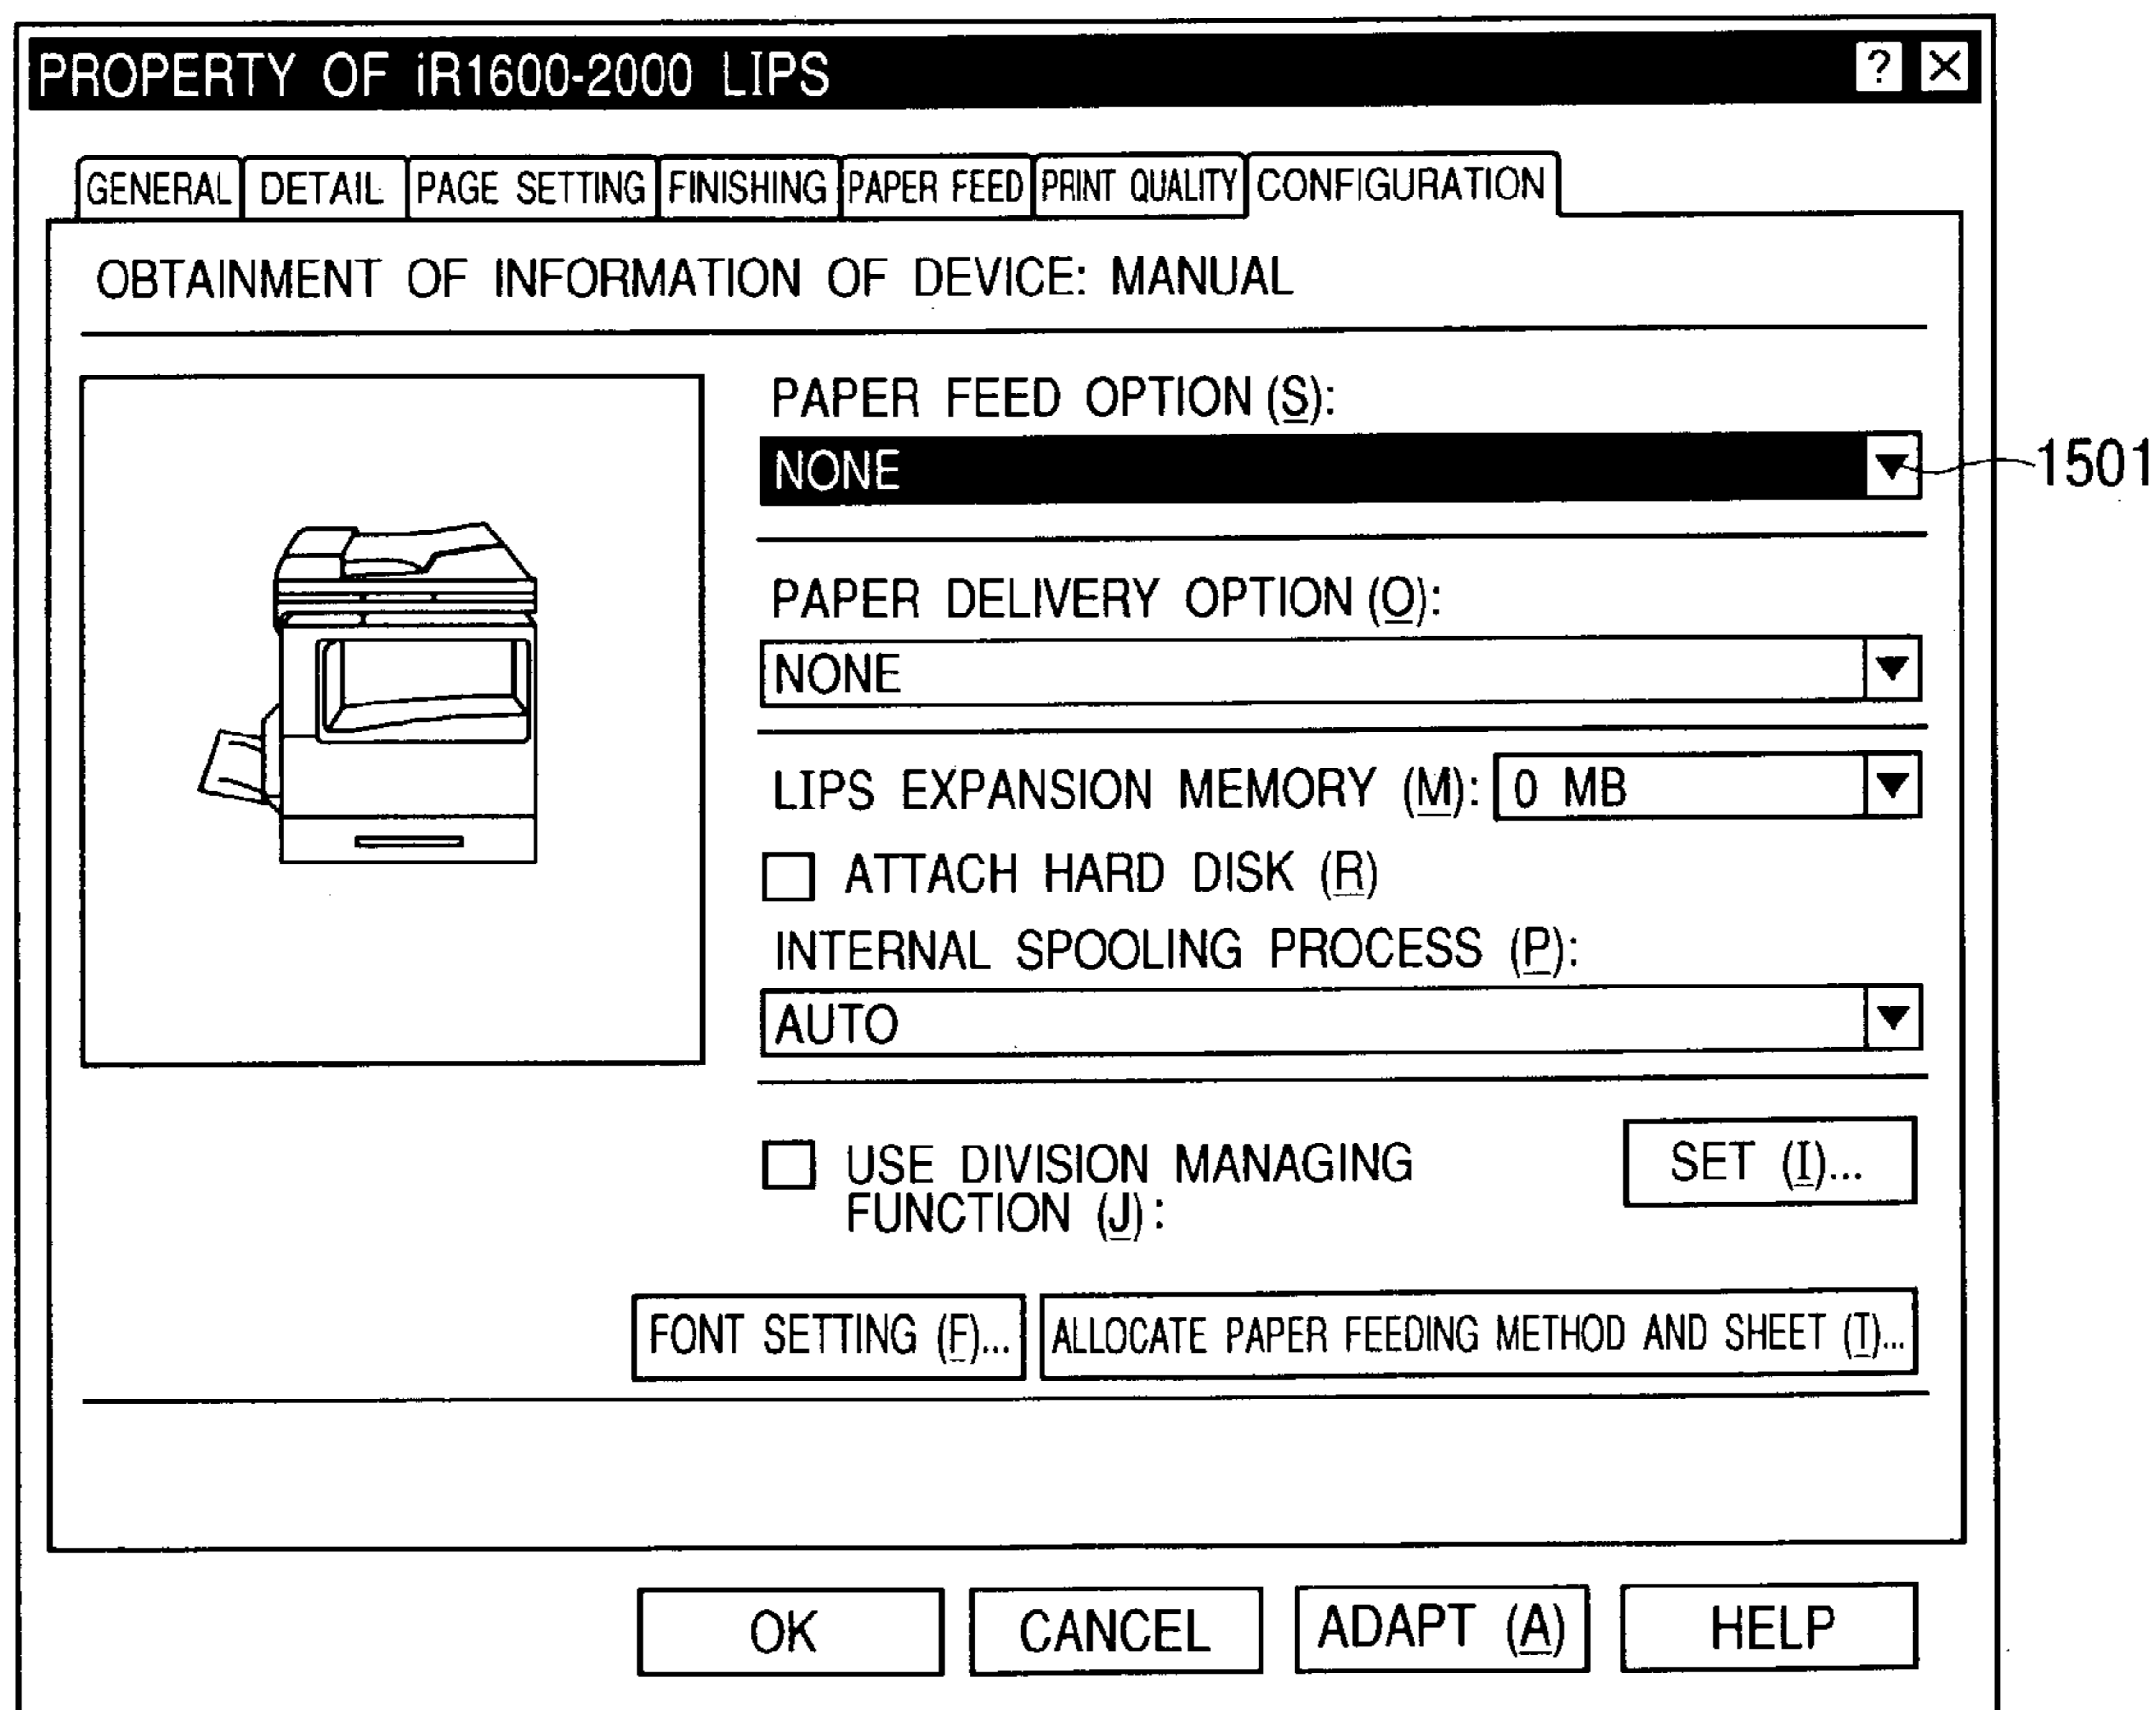 PROPERTY OF iR1600-2000 LIPS ? X
GENERAL DETAIL PAGE SETTING FINISHING PAPER FEED PRINT QUALITY CONFIGURATION
OBTAINMENT OF INFORMATION OF DEVICE: MANUAL
PAPER FEED OPTION (S):
NONE
1501
PAPER DELIVERY OPTION (O):
NONE
LIPS EXPANSION MEMORY (M): 0 MB
ATTACH HARD DISK (R)
INTERNAL SPOOLING PROCESS (P):
AUTO
USE DIVISION MANAGING
FUNCTION (J):
SET (I)...
FONT SETTING (F)... ALLOCATE PAPER FEEDING METHOD AND SHEET (T)...
OK CANCEL ADAPT (A) HELP